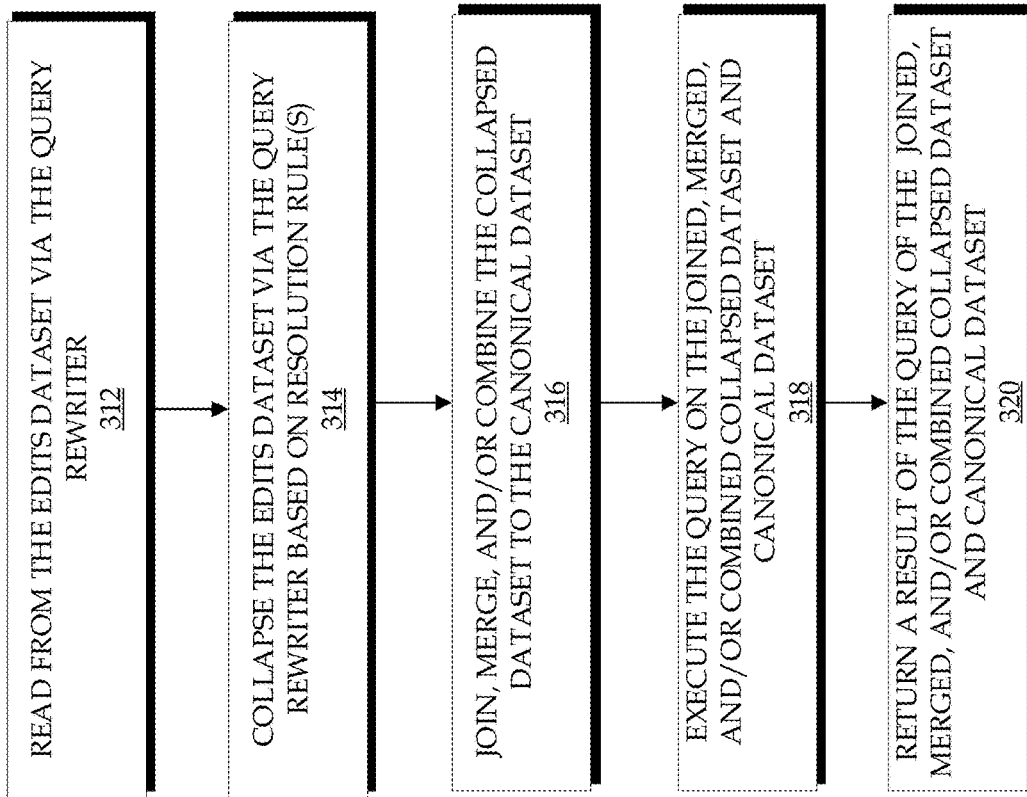 READ FROM THE EDITS DATASET VIA THE QUERY
REWRITER
312
COLLAPSE THE EDITS DATASET VIA THE QUERY
REWRITER BASED ON RESOLUTION RULE(S)
314
JOIN, MERGE, AND/OR COMBINE THE COLLAPSED
DATASET TO THE CANONICAL DATASET
316
EXECUTE THE QUERY ON THE JOINED, MERGED,
AND/OR COMBINED COLLAPSED DATASET AND
CANONICAL DATASET
318
RETURN A RESULT OF THE QUERY OF THE JOINED,
MERGED, AND/OR COMBINED COLLAPSED DATASET
AND CANONICAL DATASET
320